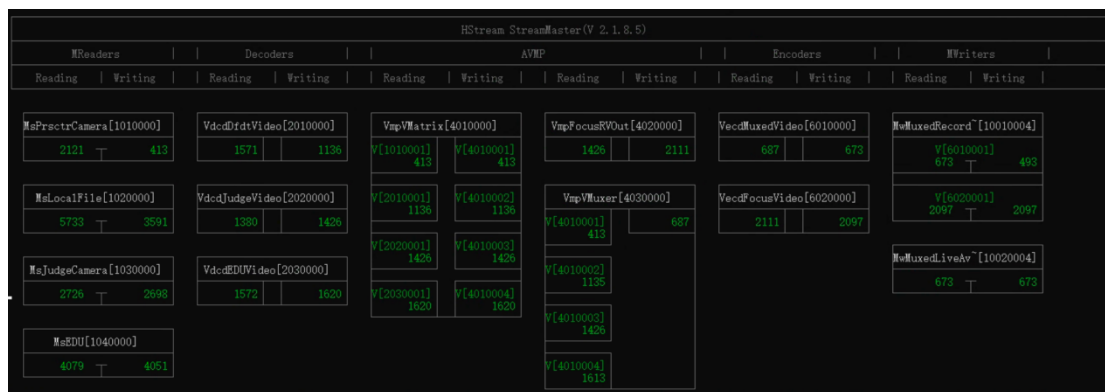 HStream StreamMaster(V 2.1.8.5)
MReaders | | Decoders | | AVMP | | Encoders | | MWriters |
Reading | Writing | | Reading | Writing | | Reading | Writing | | Reading | Writing | | Reading | Writing | | Reading | Writing |
MsPrsctrCamera[1010000] VdcdDfdtVideo[2010000] VmpVMatrix[4010000] VmpFocusRVOut[4020000] VecdMuxedVideo[6010000] MwMuxedRecord~[10010004]
2121 413 1571 1136 V[1010001] V[4010001] 1426 2111 687 673 V[6010001]
413 413 673 493
MsLocalFile[1020000] VdcdJudgeVideo[2020000] V[2010001] V[4010002] VmpVMuxer[4030000] VecdFocusVideo[6020000] V[6020001]
1136 1136 2097 2097
5733 3591 1380 1426 V[4010001] 687 2111 2097
413
V[2020001] V[4010003]
1426 1426
MsJudgeCamera[1030000] VdcdEDUVideo[2030000] V[4010002] MwMuxedLiveAv~[10020004]
1135
2726 2698 1572 1620 V[2030001] V[4010004] 673 673
1620 1620
V[4010003]
1426
MsEDU[1040000]
4079 4051 V[4010004]
1613